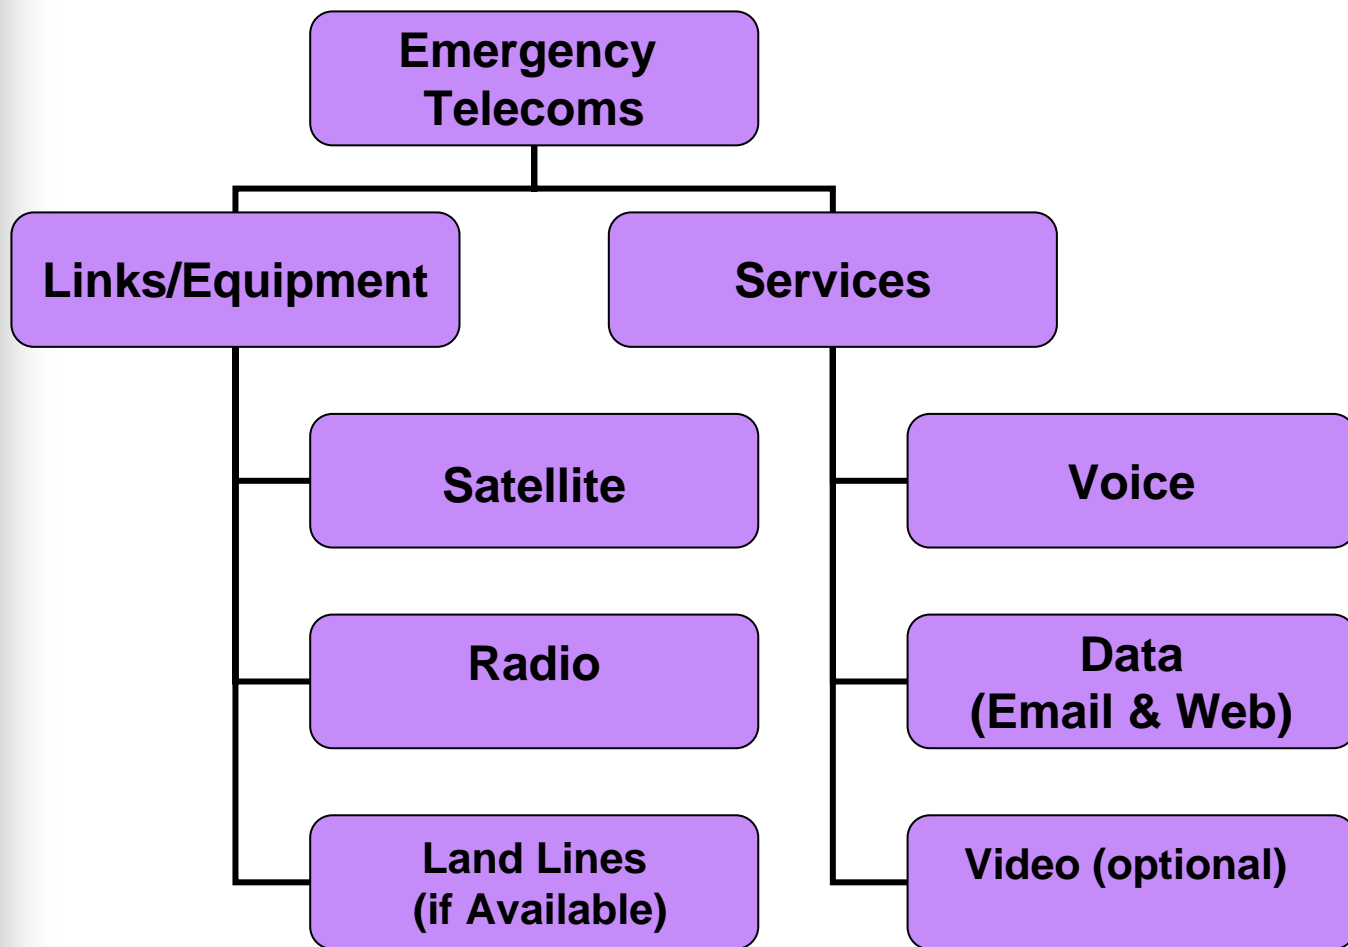 Emergency
Telecoms
Links/Equipment
Services
Satellite
Voice
Radio
Data
(Email & Web)
Land Lines
(if Available)
Video (optional)